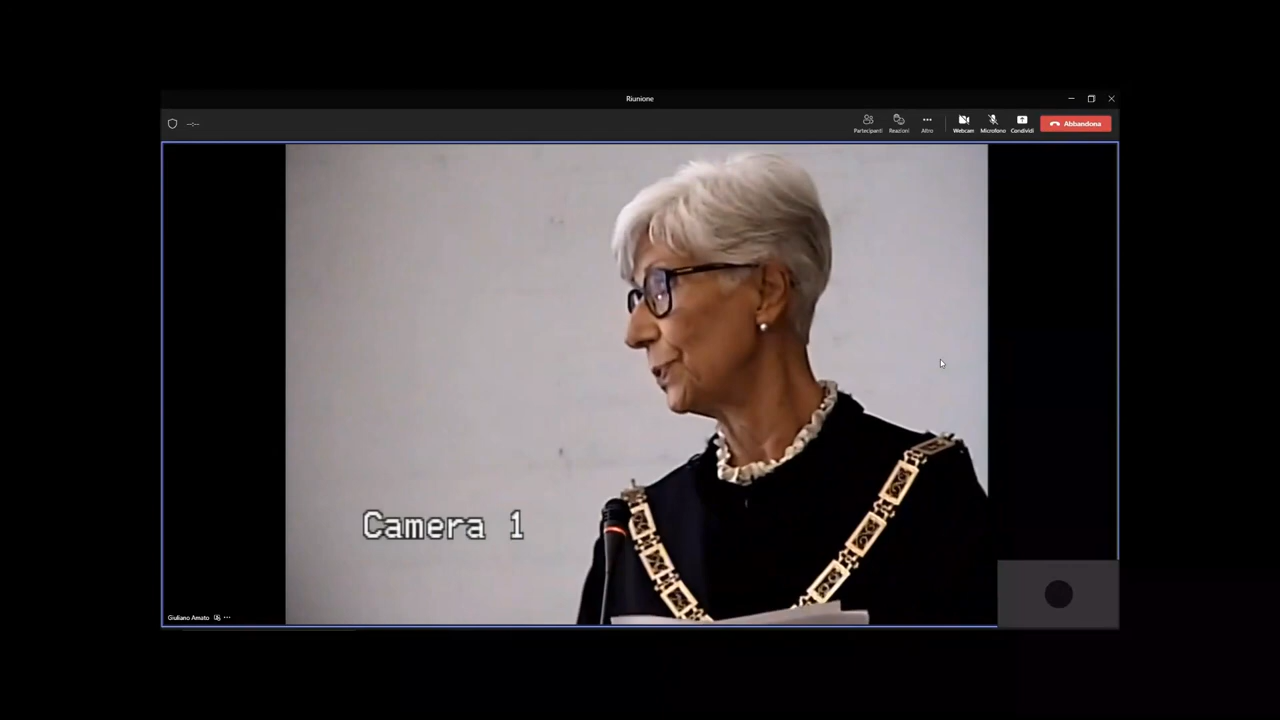 Riunione
Partecipanti Reazioni Altro Webcam Microfono Condividi Abbandona
Camera 1
Giuliano Amato